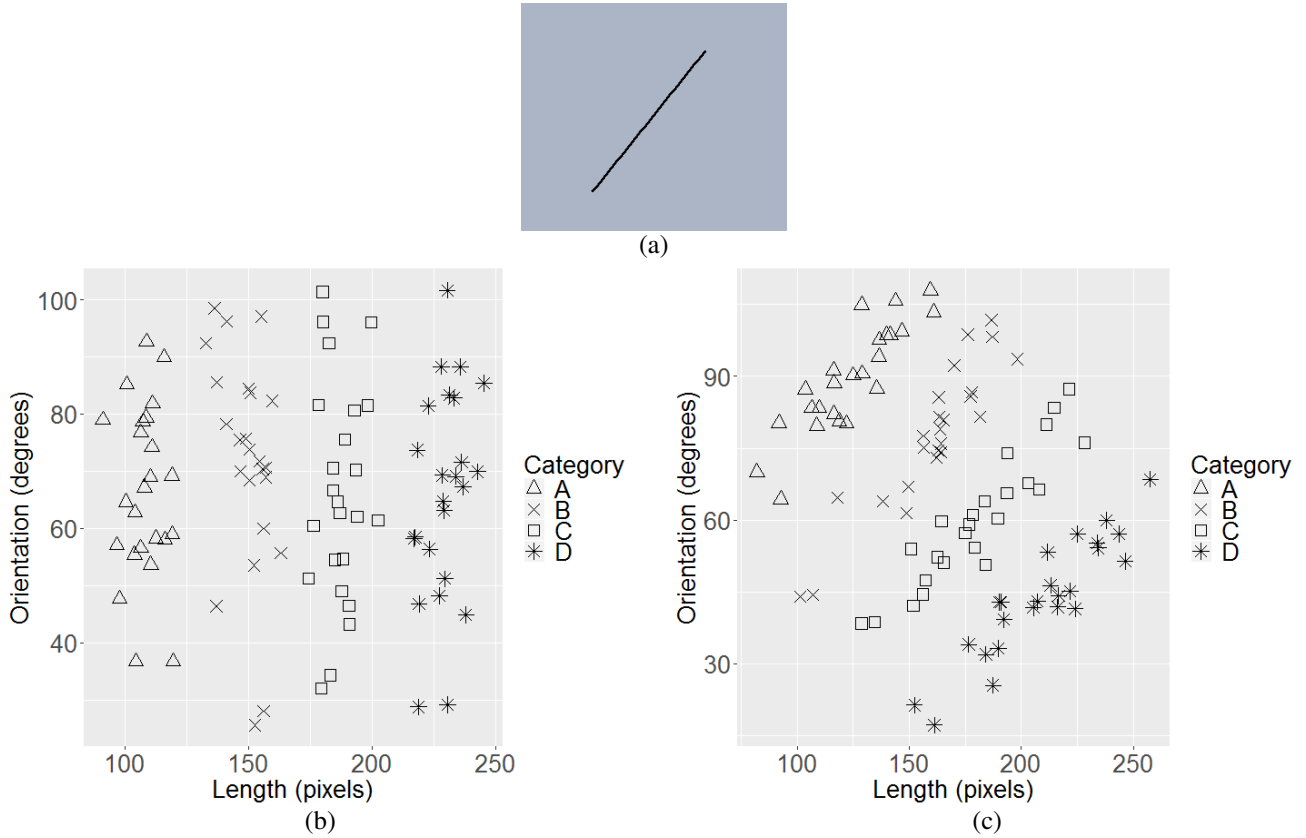 (a)
Orientation (degrees)
100
80
60
40
100
150
200
250
Length (pixels)
Category
A
B
C
D
(b)
Orientation (degrees)
90
60
30
100
150
200
250
Length (pixels)
Category
A
B
C
D
(c)